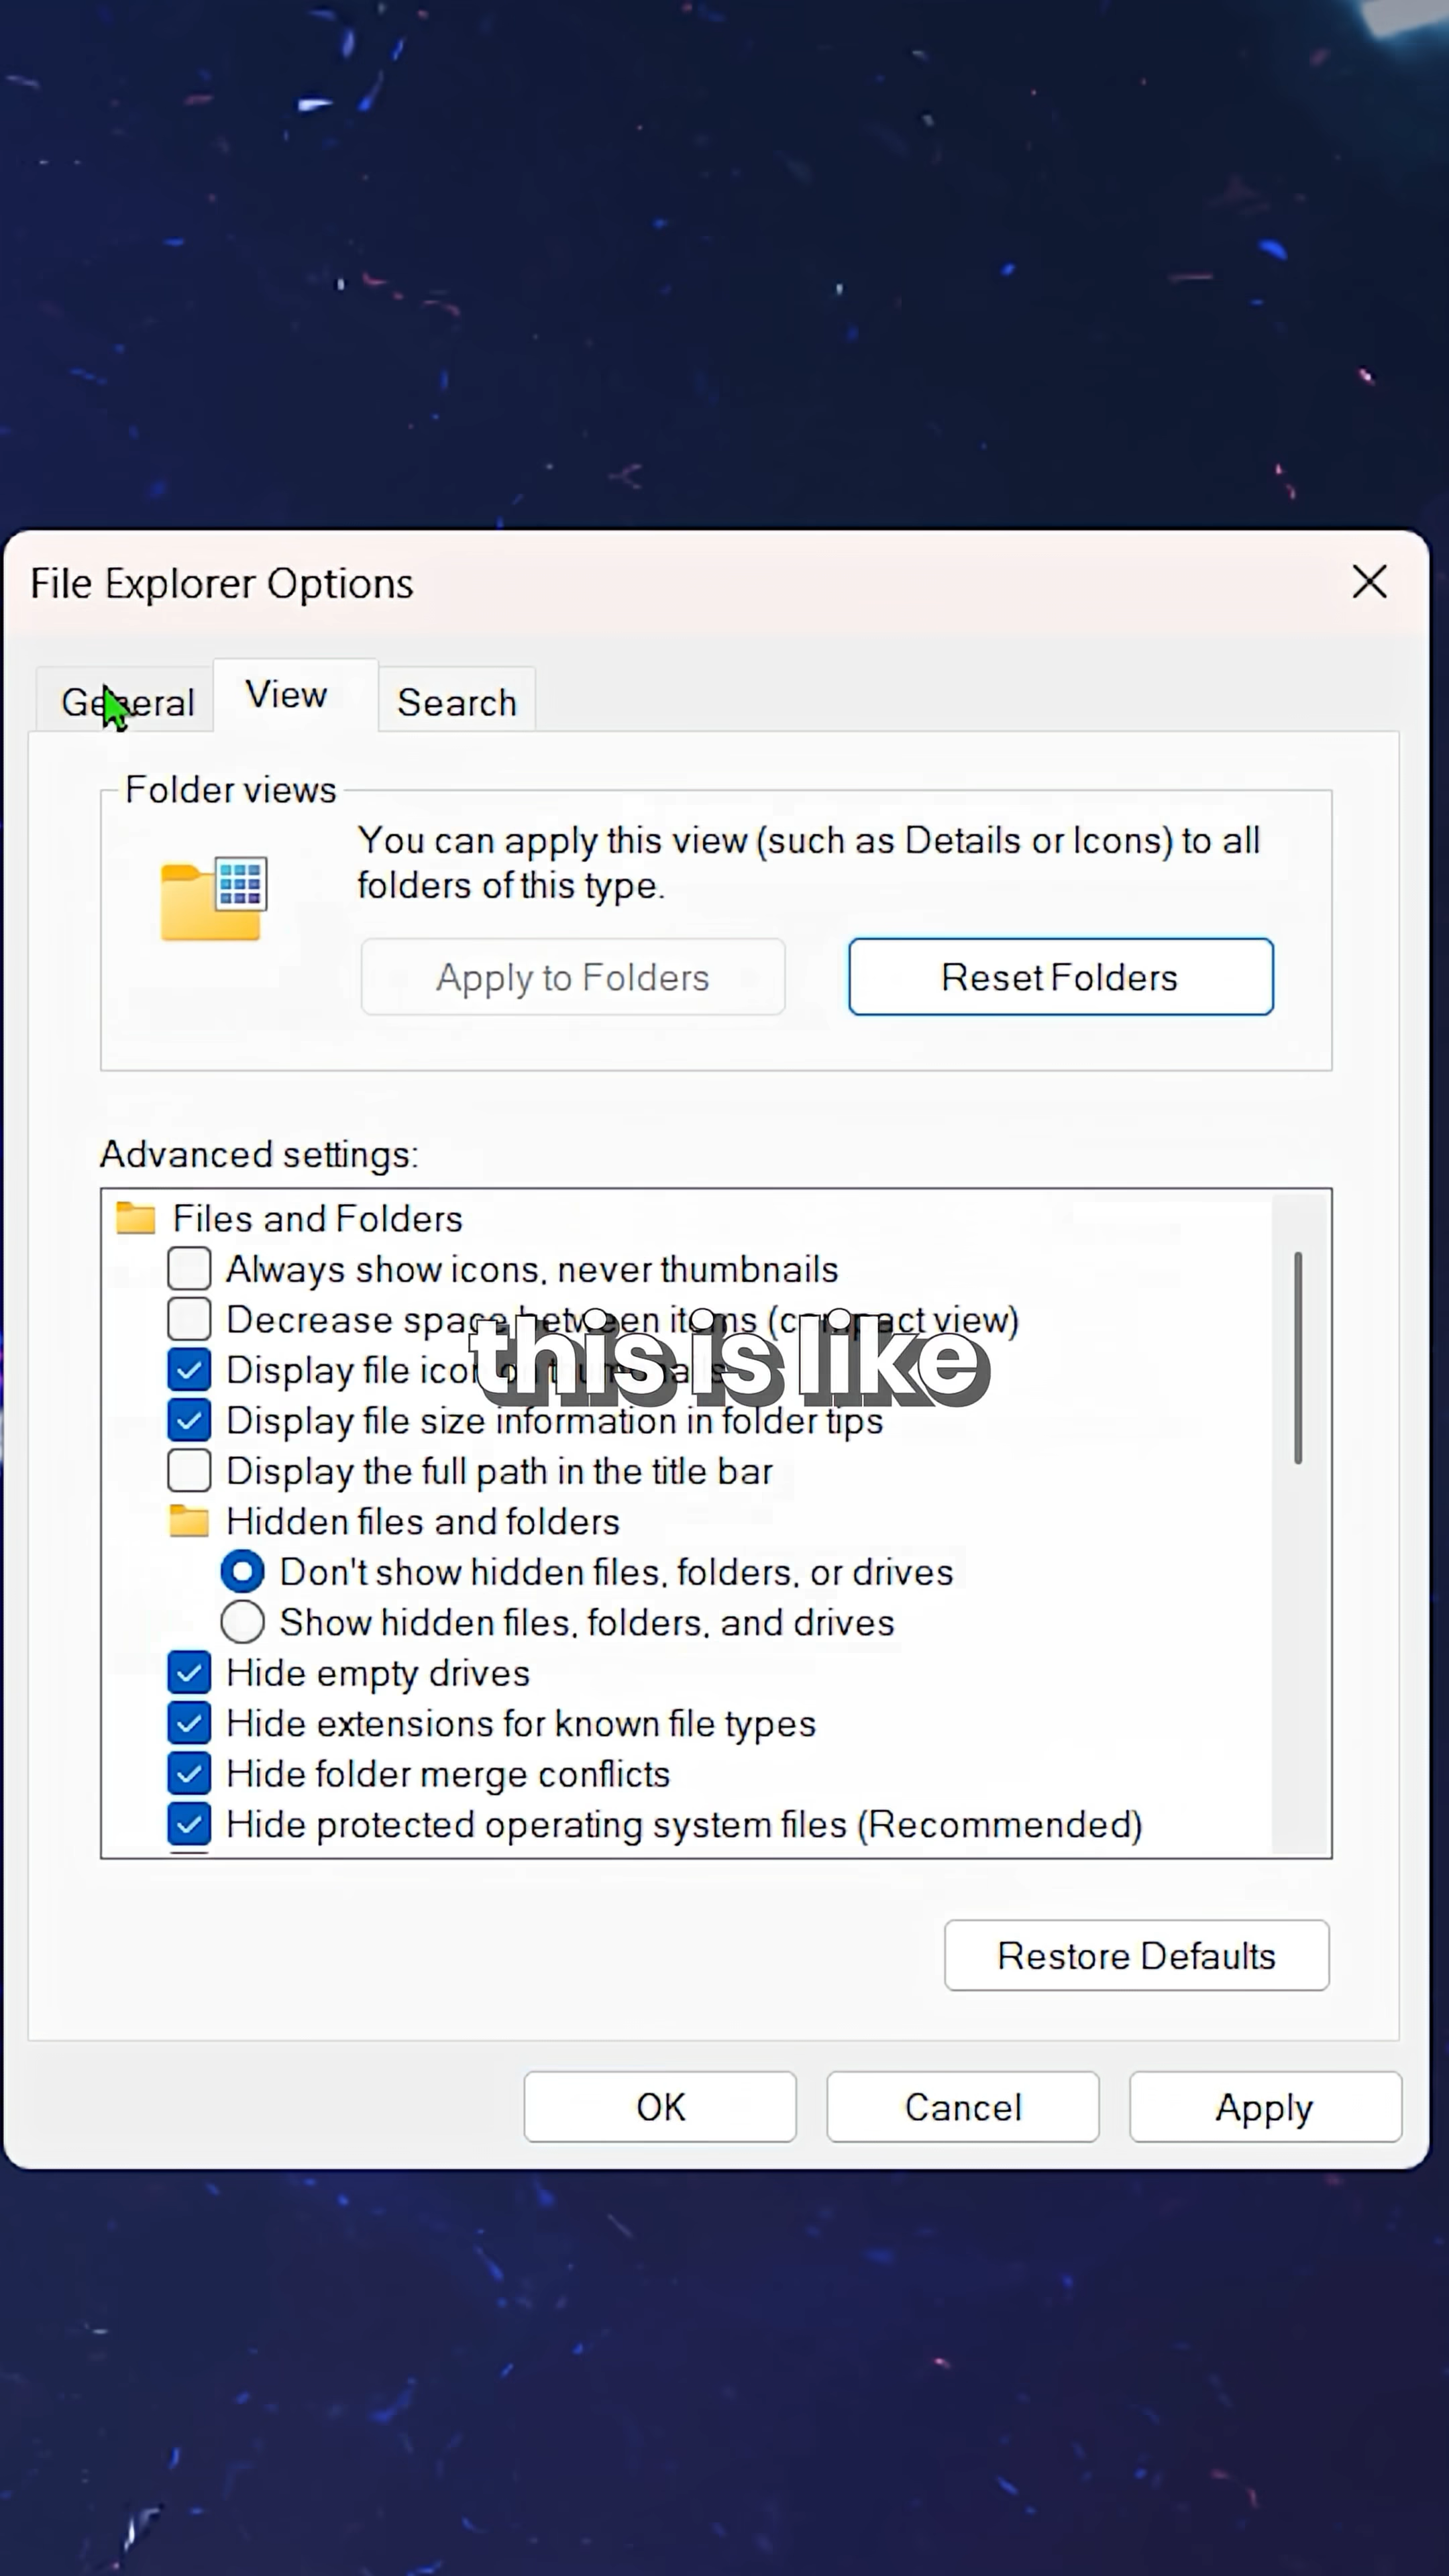 File Explorer Options
General
View
Search
Folder views
You can apply this view (such as Details or Icons) to all
folders of this type.
Apply to Folders
Reset Folders
Advanced settings:
Files and Folders
Always show icons, never thumbnails
Decrease space between items (compact view)
this is like
Display file icon on thumbnails
Display file size information in folder tips
Display the full path in the title bar
Hidden files and folders
Don't show hidden files, folders, or drives
Show hidden files, folders, and drives
Hide empty drives
Hide extensions for known file types
Hide folder merge conflicts
Hide protected operating system files (Recommended)
Restore Defaults
OK
Cancel
Apply